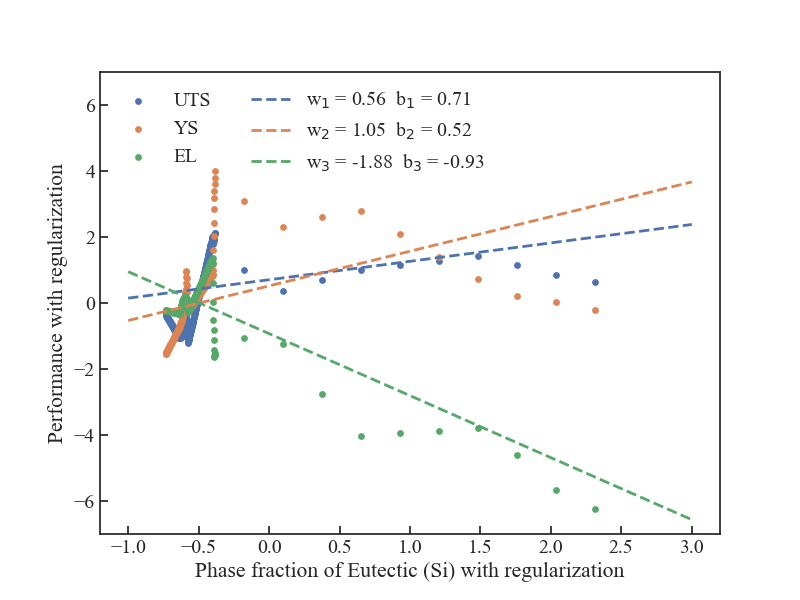 UTS
YS
EL
w₁ = 0.56 b₁ = 0.71
w₂ = 1.05 b₂ = 0.52
w₃ = -1.88 b₃ = -0.93
6
4
2
0
−2
−4
−6
Performance with regularization
−1.0 −0.5 0.0 0.5 1.0 1.5 2.0 2.5 3.0
Phase fraction of Eutectic (Si) with regularization